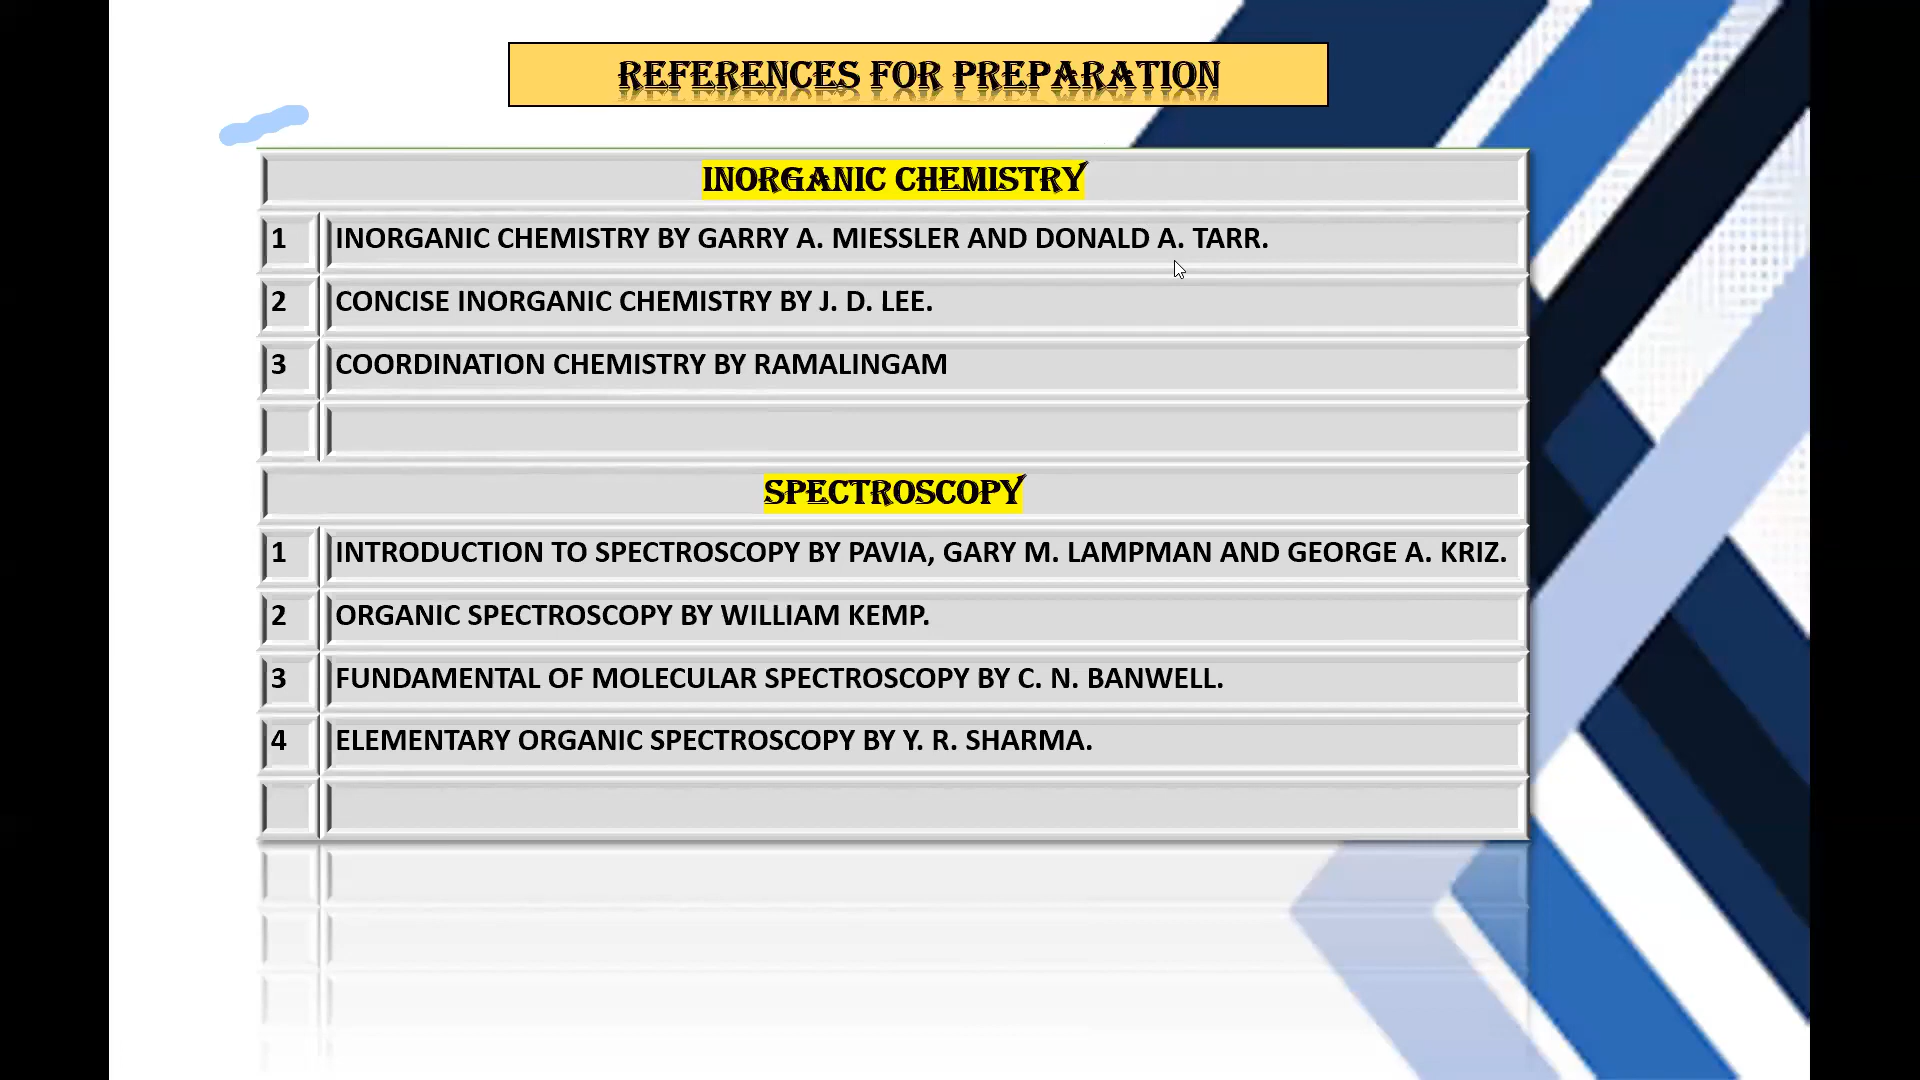 REFERENCES FOR PREPARATION
INORGANIC CHEMISTRY
1 INORGANIC CHEMISTRY BY GARRY A. MIESSLER AND DONALD A. TARR.
2 CONCISE INORGANIC CHEMISTRY BY J. D. LEE.
3 COORDINATION CHEMISTRY BY RAMALINGAM
SPECTROSCOPY
1 INTRODUCTION TO SPECTROSCOPY BY PAVIA, GARY M. LAMPMAN AND GEORGE A. KRIZ.
2 ORGANIC SPECTROSCOPY BY WILLIAM KEMP.
3 FUNDAMENTAL OF MOLECULAR SPECTROSCOPY BY C. N. BANWELL.
4 ELEMENTARY ORGANIC SPECTROSCOPY BY Y. R. SHARMA.